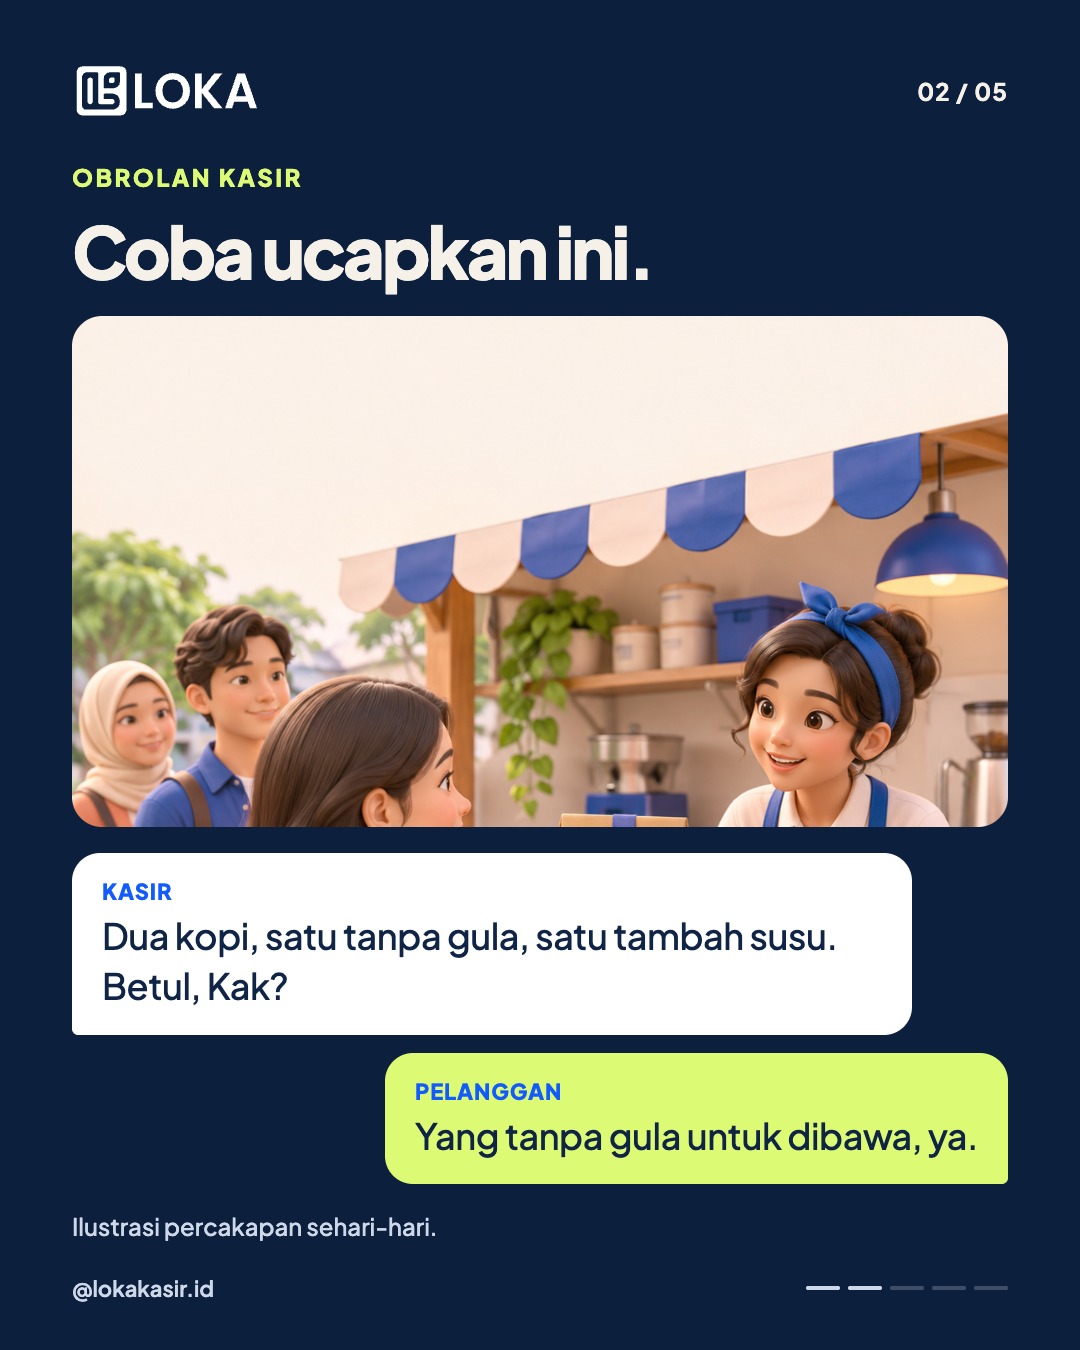 LOKA
02 / 05
OBROLAN KASIR
Coba ucapkan ini.
KASIR
Dua kopi, satu tanpa gula, satu tambah susu.
Betul, Kak?
PELANGGAN
Yang tanpa gula untuk dibawa, ya.
Ilustrasi percakapan sehari-hari.
@lokakasir.id